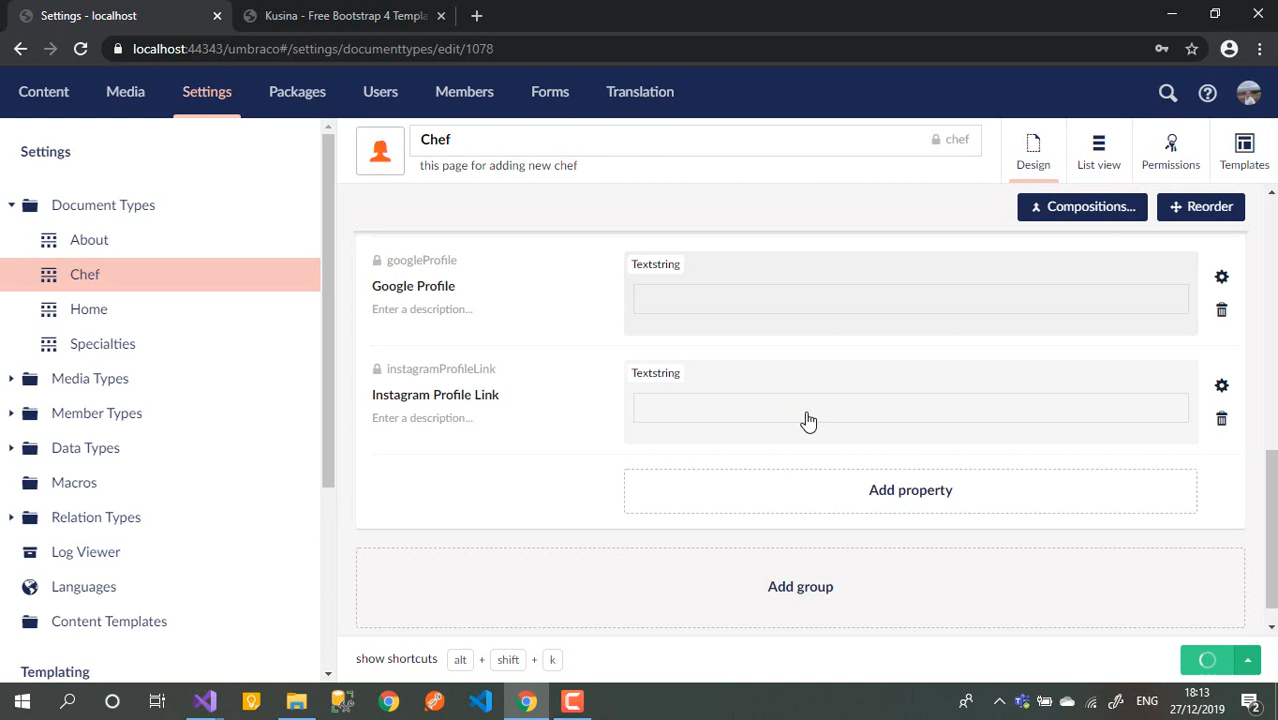 Settings - localhost
Kusina - Free Bootstrap 4 Templa
localhost:44343/umbraco#/settings/documenttypes/edit/1078
Content Media Settings Packages Users Members Forms Translation
Settings
Document Types
About
Chef
Home
Specialties
Media Types
Member Types
Data Types
Macros
Relation Types
Log Viewer
Languages
Content Templates
Templating
Chef
chef
this page for adding new chef
Design List view Permissions Templates
Compositions... Reorder
googleProfile
Google Profile
Enter a description...
Textstring
instagramProfileLink
Instagram Profile Link
Enter a description...
Textstring
Add property
Add group
show shortcuts alt + shift + k
ENG
18:13
27/12/2019
2